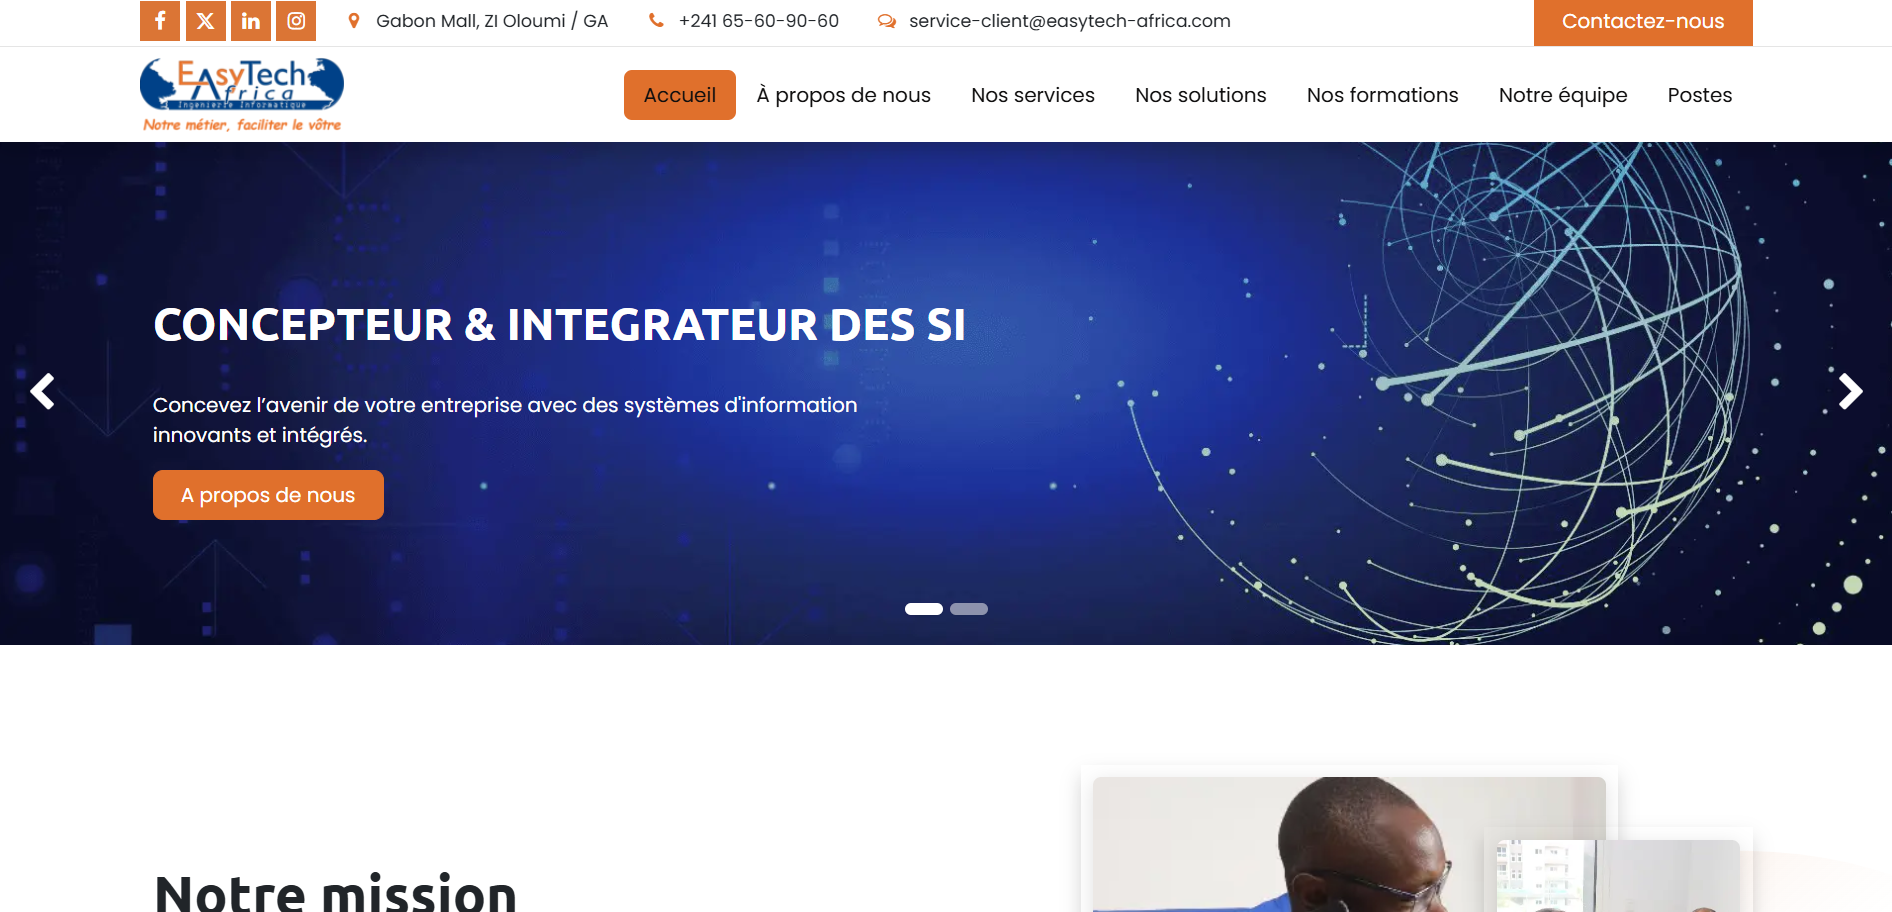 Gabon Mall, ZI Oloumi / GA
+241 65-60-90-60
service-client@easytech-africa.com
Contactez-nous
EasyTech
Africa
Ingenierie Informatique
Notre métier, faciliter le vôtre
Accueil
À propos de nous
Nos services
Nos solutions
Nos formations
Notre équipe
Postes
CONCEPTEUR & INTEGRATEUR DES SI
Concevez l’avenir de votre entreprise avec des systèmes d'information
innovants et intégrés.
A propos de nous
Notre mission